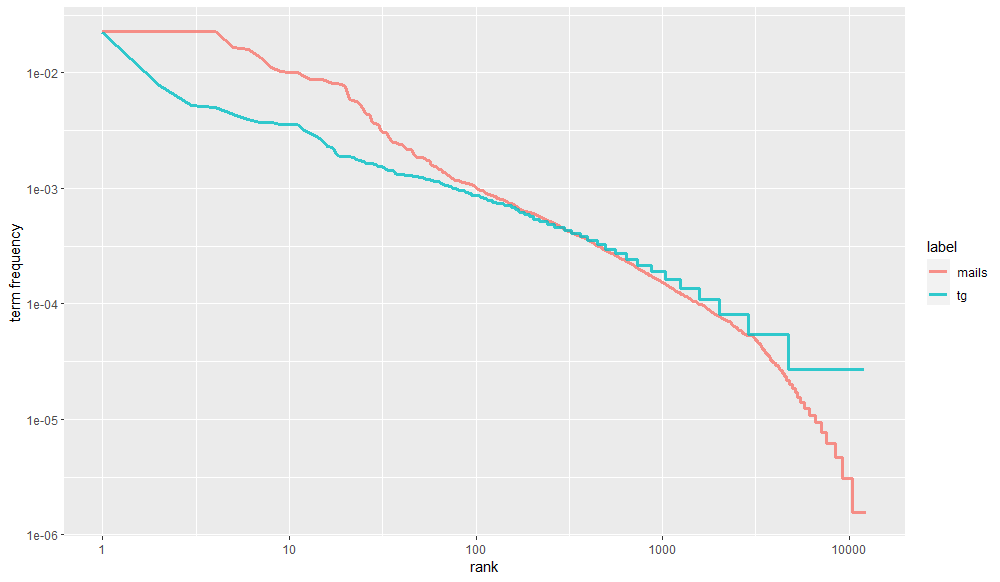 term frequency
1e-02
1e-03
1e-04
1e-05
1e-06
1
10
100
1000
10000
rank
label
mails
tg